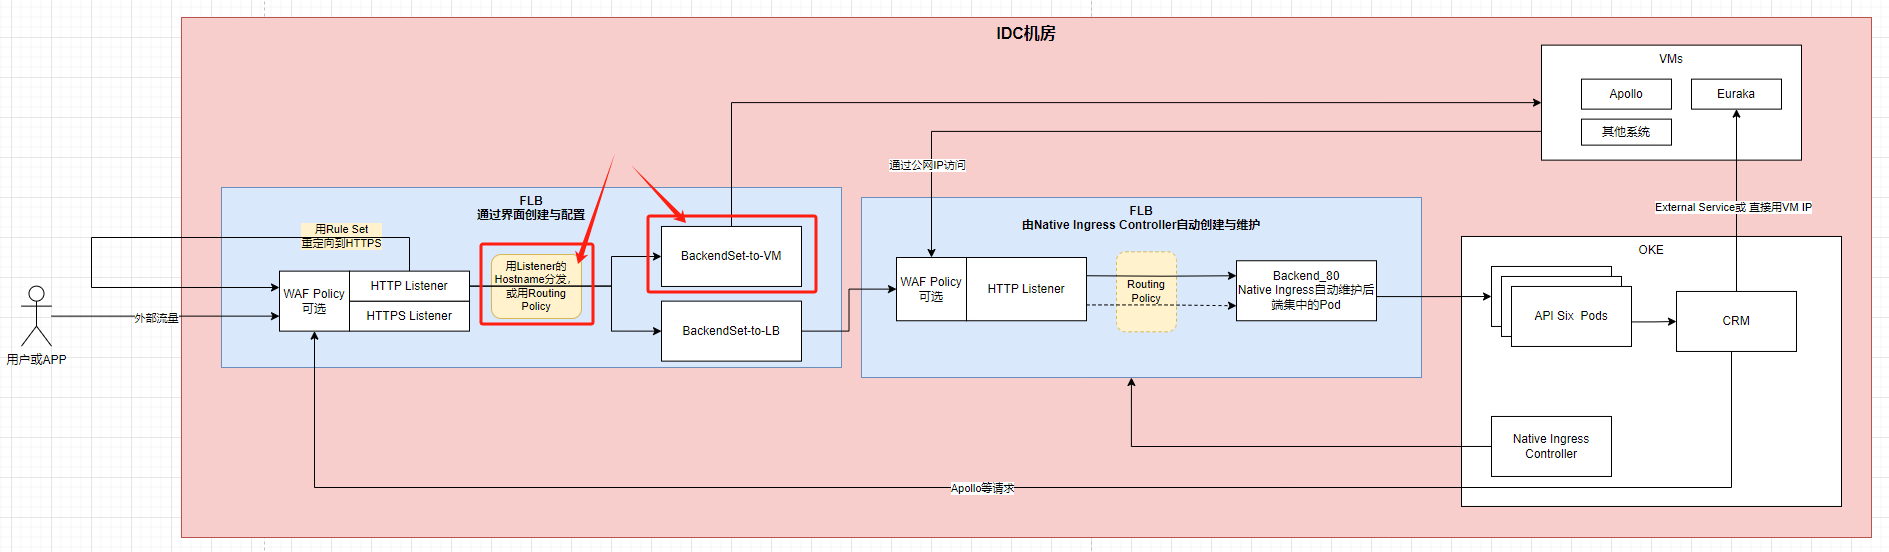 IDC机房
VMs
Apollo
Euraka
其他系统
通过公网IP访问
External Service或 直接用VM IP
FLB
通过界面创建与配置
用Rule Set
重定向到HTTPS
WAF Policy
可选
HTTP Listener
HTTPS Listener
用Listener的
Hostname分发，
或用Routing
Policy
BackendSet-to-VM
BackendSet-to-LB
外部流量
用户或APP
FLB
由Native Ingress Controller自动创建与维护
WAF Policy
可选
HTTP Listener
Routing
Policy
Backend_80
Native Ingress自动维护后
端集中的Pod
OKE
API Six Pods
CRM
Native Ingress
Controller
Apollo等请求